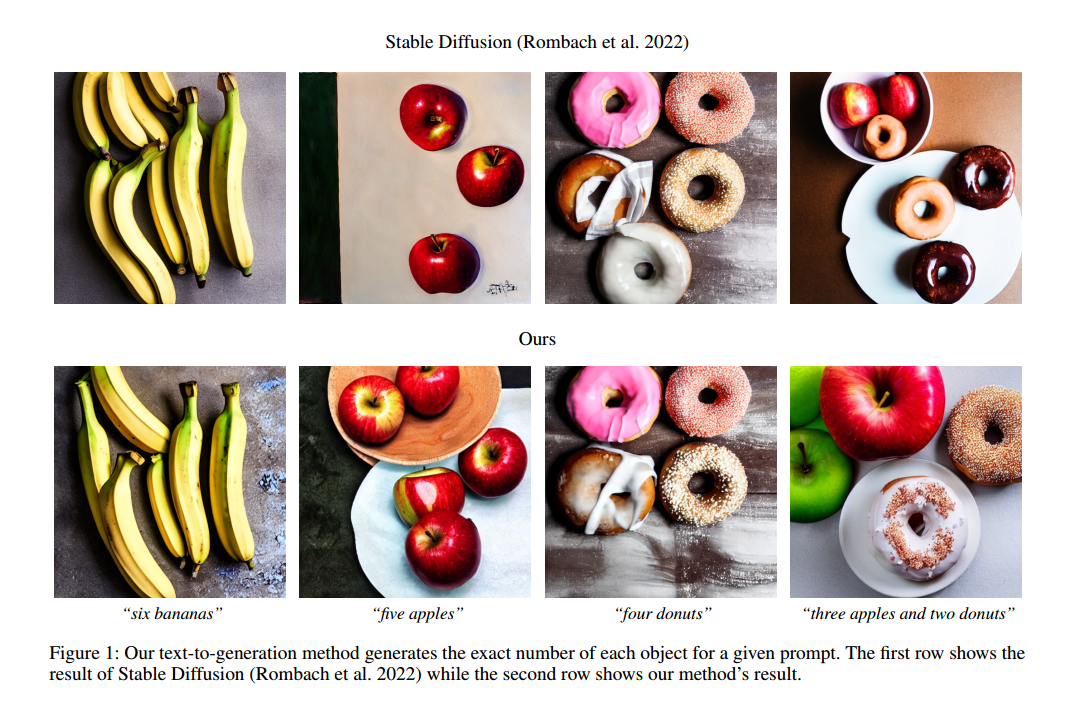 Stable Diffusion (Rombach et al. 2022)
Ours
“six bananas”
“five apples”
“four donuts”
“three apples and two donuts”
Figure 1: Our text-to-generation method generates the exact number of each object for a given prompt. The first row shows the
result of Stable Diffusion (Rombach et al. 2022) while the second row shows our method’s result.